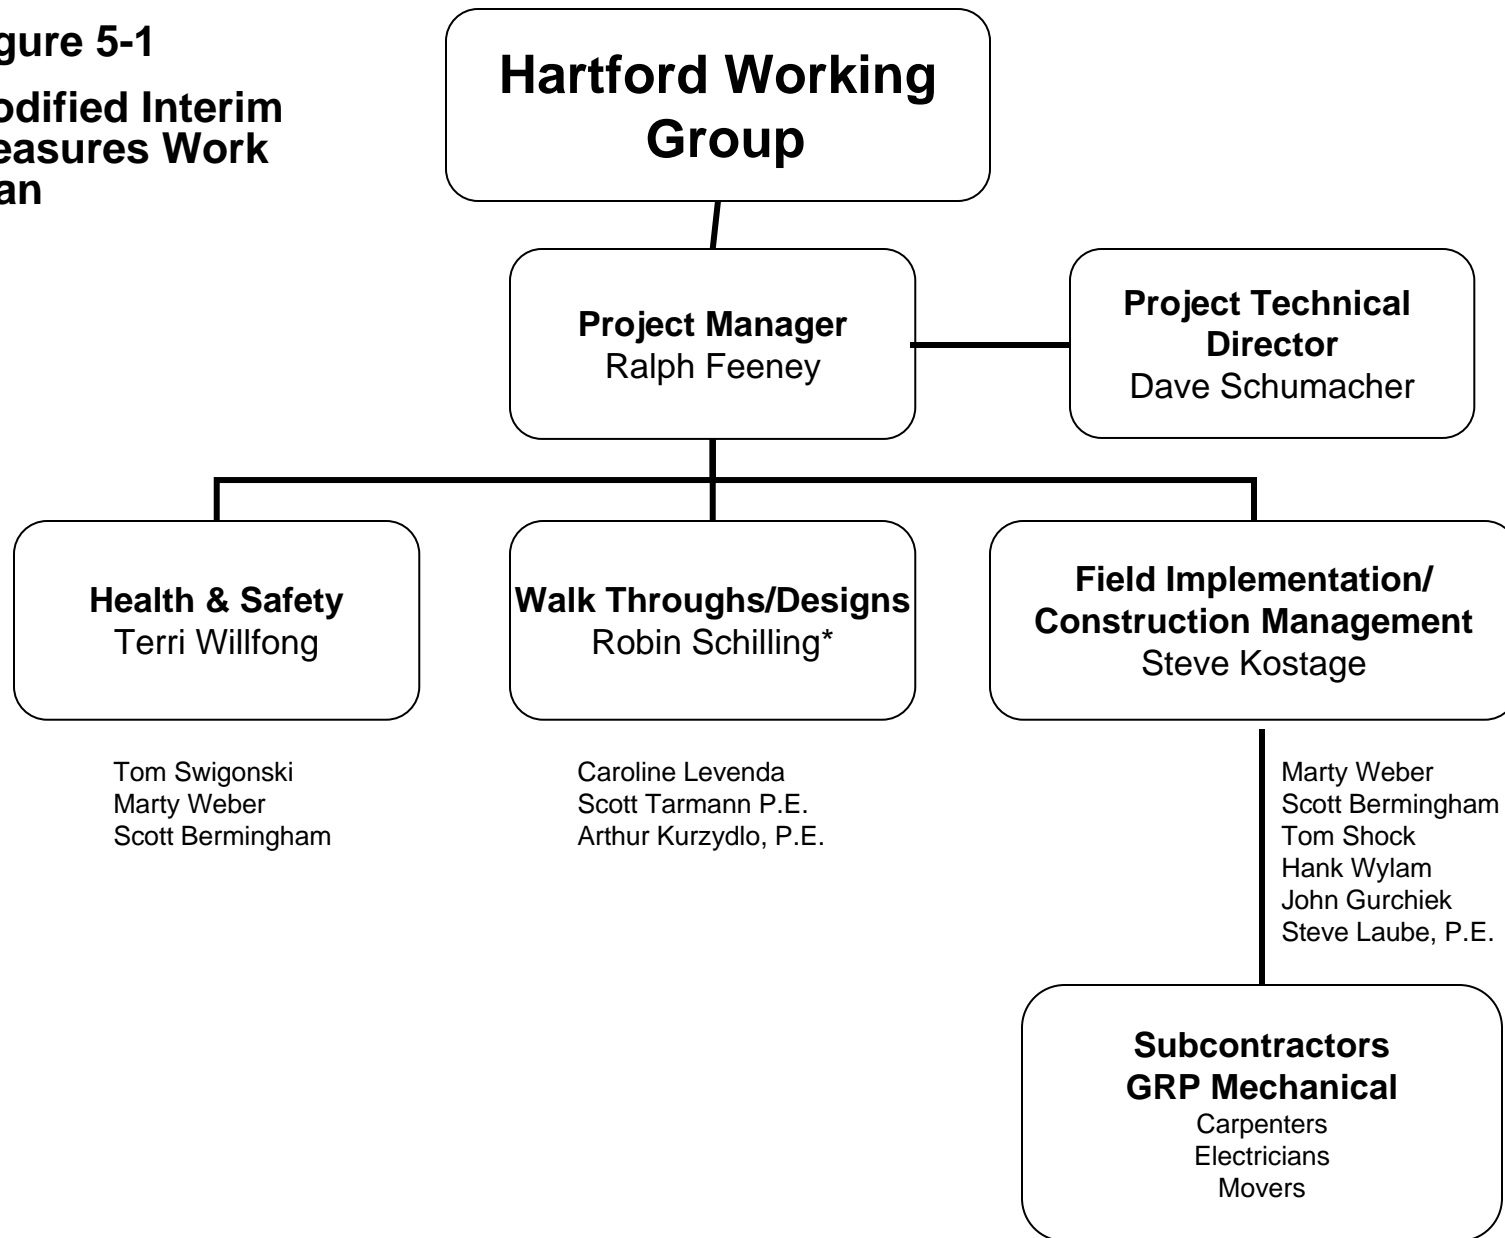 gure 5-1
odified Interim
easures Work
an
Hartford Working
Group
Project Manager
Ralph Feeney
Project Technical
Director
Dave Schumacher
Health & Safety
Terri Willfong
Walk Throughs/Designs
Robin Schilling*
Field Implementation/
Construction Management
Steve Kostage
Tom Swigonski
Marty Weber
Scott Bermingham
Caroline Levenda
Scott Tarmann P.E.
Arthur Kurzydlo, P.E.
Marty Weber
Scott Bermingham
Tom Shock
Hank Wylam
John Gurchiek
Steve Laube, P.E.
Subcontractors
GRP Mechanical
Carpenters
Electricians
Movers